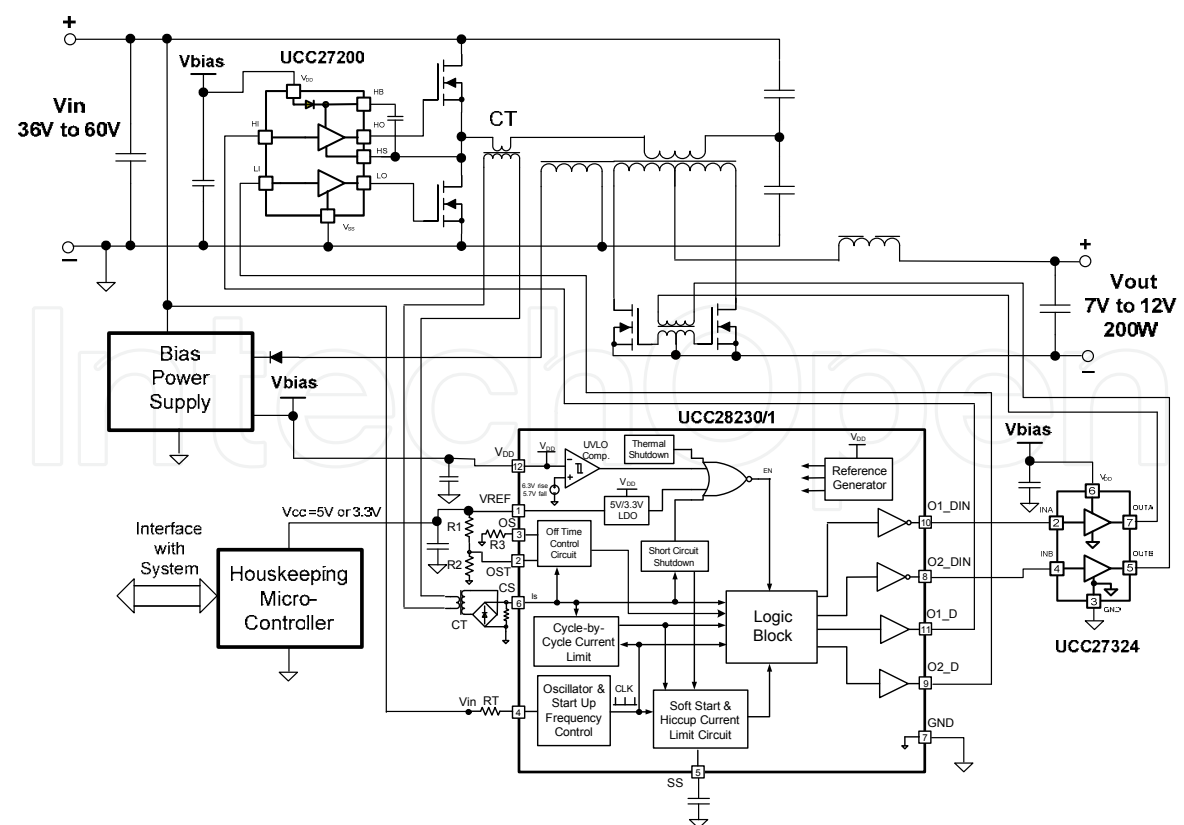 +
Vbias
UCC27200
VDD
HB
Vin
36V to 60V
HI
HO
HS
LI
LO
VSS
CT
–
+
Vout
7V to 12V
200W
–
Bias
Power
Supply
Vbias
IntechOpen
UCC28230/1
VDD
12
VDD
UVLO
Comp.
–
+
6.3V rise
5.7V fall
Thermal
Shutdown
EN
VDD
Reference
Generator
Vbias
VDD
6
VREF
1
VDD
5V/3.3V
LDO
Vcc=5V or 3.3V
R1
OS
3
R3
R2
2
OST
Off Time
Control
Circuit
Short Circuit
Shutdown
O1_DIN
10
INA
2
7
OUTA
O2_DIN
8
INB
4
5
OUTB
3
GND
UCC27324
Interface
with
System
Houskeeping
Micro-
Controller
CS
6
Is
CT
Cycle-by-
Cycle Current
Limit
Logic
Block
O1_D
11
O2_D
9
Vin
RT
4
Oscillator &
Start Up
Frequency
Control
CLK
Soft Start &
Hiccup Current
Limit Circuit
GND
7
5
SS